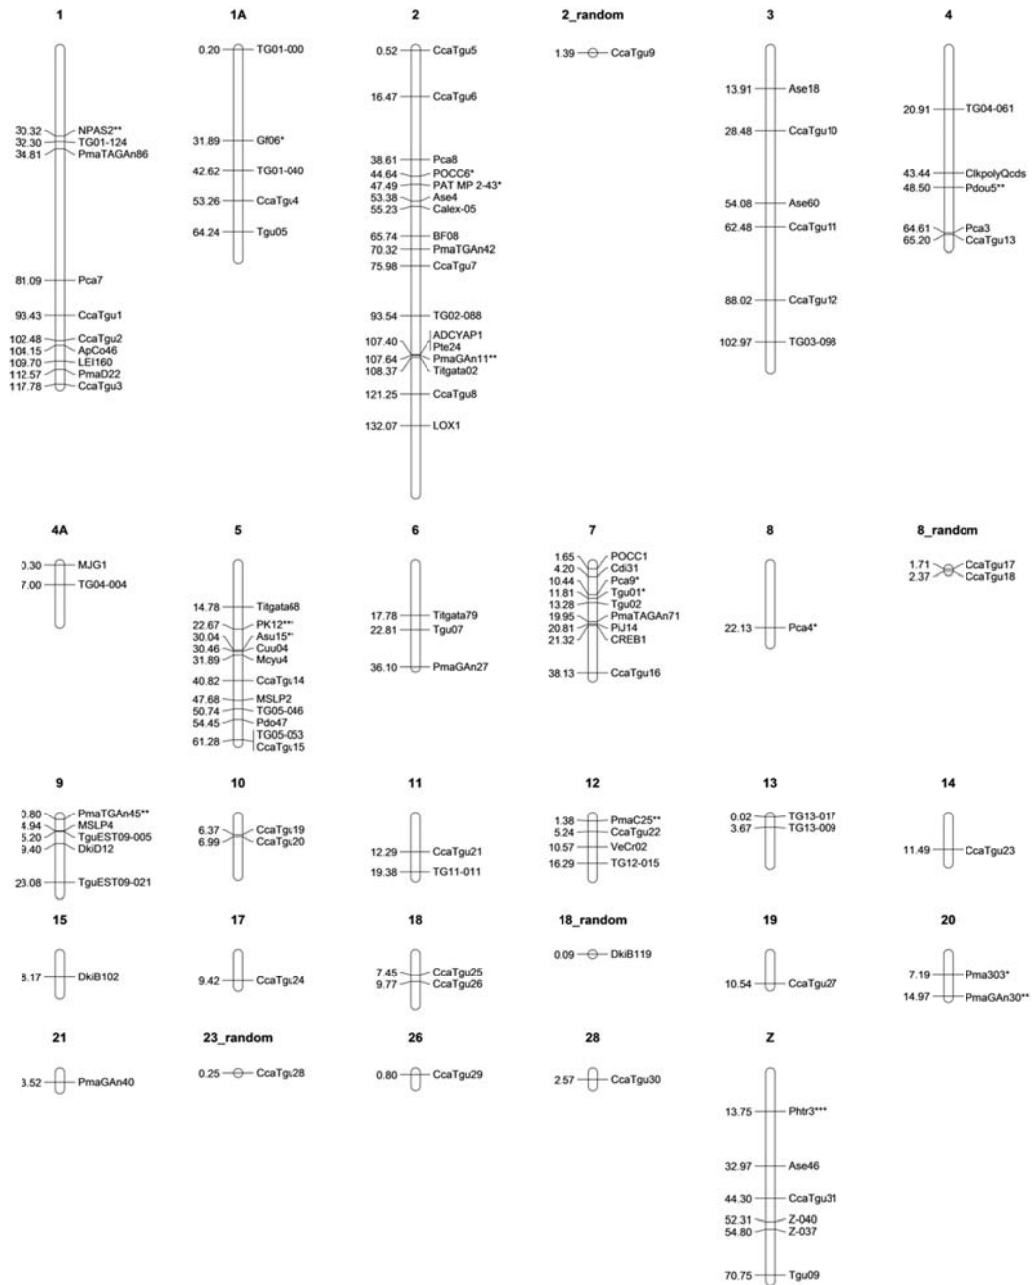 1
30.32 NPAS2**
32.30 TG01-124
34.81 PmaTAGAn86
81.09 Pca7
93.43 CcaTgu1
102.48 CcaTgu2
104.15 ApCo46
109.70 LEI160
112.57 PmaD22
117.78 CcaTgu3
1A
0.20 TG01-000
31.89 Gf06*
42.62 TG01-040
53.26 CcaTgu4
64.24 Tgu05
2
0.52 CcaTgu5
16.47 CcaTgu6
38.61 Pca8
44.64 POCC6*
47.49 PAT MP 2-43*
53.38 Ase4
55.23 Calex-05
65.74 BF08
70.32 PmaTGAn42
75.98 CcaTgu7
93.54 TG02-088
107.40 ADCYAP1
Pte24
107.64 PmaGAn11**
108.37 Titgata02
121.25 CcaTgu8
132.07 LOX1
2_random
1.39 CcaTgu9
3
13.91 Ase18
28.48 CcaTgu10
54.08 Ase60
62.48 CcaTgu11
88.02 CcaTgu12
102.97 TG03-098
4
20.91 TG04-061
43.44 ClkpolyQcds
48.50 Pdou5**
64.61 Pca3
65.20 CcaTgu13
4A
0.30 MJG1
7.00 TG04-004
5
14.78 Titgata68
22.67 PK12**
30.04 Asu15*
30.46 Cuu04
31.89 Mcyu4
40.82 CcaTgu14
47.68 MSLP2
50.74 TG05-046
54.45 Pdo47
61.28 TG05-053
CcaTgu15
6
17.78 Titgata79
22.81 Tgu07
36.10 PmaGAn27
7
1.65 POCC1
4.20 Cdi31
10.44 Pca9*
11.81 Tgu01*
13.28 Tgu02
19.95 PmaTAGAn71
20.81 PiJ14
21.32 CREB1
38.13 CcaTgu16
8
22.13 Pca4*
8_random
1.71 CcaTgu17
2.37 CcaTgu18
9
0.80 PmaTGAn45**
4.94 MSLP4
5.20 TguEST09-005
9.40 DkiD12
23.08 TguEST09-021
10
6.37 CcaTgu19
6.99 CcaTgu20
11
12.29 CcaTgu21
19.38 TG11-011
12
1.38 PmaC25**
5.24 CcaTgu22
10.57 VeCr02
16.29 TG12-015
13
0.02 TG13-017
3.67 TG13-009
14
11.49 CcaTgu23
15
DkiB102
17
9.42 CcaTgu24
18
7.45 CcaTgu25
9.77 CcaTgu26
18_random
0.09 DkiB119
19
10.54 CcaTgu27
20
7.19 Pma303*
14.97 PmaGAn30**
21
3.52 PmaGAn40
23_random
0.25 CcaTgu28
26
0.80 CcaTgu29
28
2.57 CcaTgu30
Z
13.75 Phtr3***
32.97 Ase46
44.30 CcaTgu31
52.31 Z-040
54.80 Z-037
70.75 Tgu09